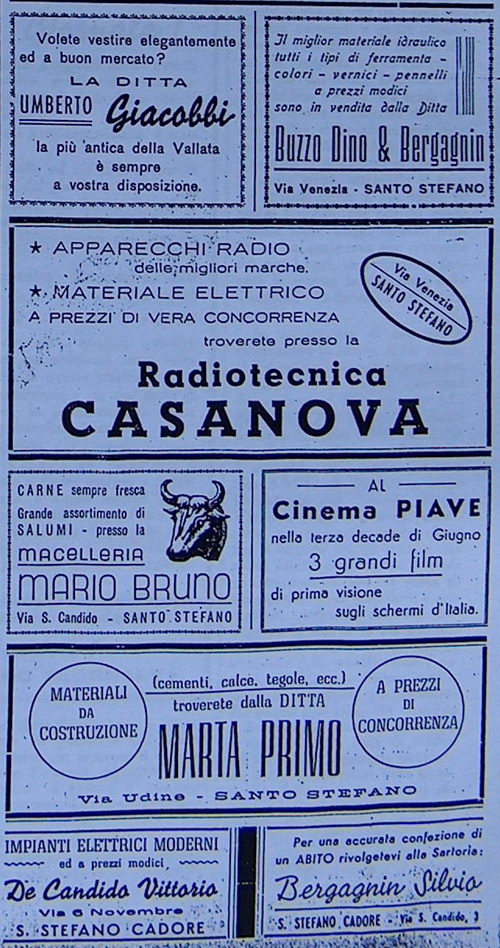 Volete vestire elegantemente
ed a buon mercato?
LA DITTA
UMBERTO Giacobbi
la più antica della Vallata
è sempre
a vostra disposizione.
Il miglior materiale idraulico
tutti i tipi di ferramenta -
colori - vernici - pennelli
a prezzi modici
sono in vendita dalla Ditta
Buzzo Dino & Bergagnin
Via Venezia - SANTO STEFANO
★ APPARECCHI RADIO
delle migliori marche.
★ MATERIALE ELETTRICO
A PREZZI DI VERA CONCORRENZA
troverete presso la
Radiotecnica
CASANOVA
Via Venezia
SANTO STEFANO
CARNE sempre fresca
Grande assortimento di
SALUMI - presso la
MACELLERIA
MARIO BRUNO
Via S. Candido - SANTO STEFANO
AL
Cinema PIAVE
nella terza decade di Giugno
3 grandi film
di prima visione
sugli schermi d'Italia.
MATERIALI
DA
COSTRUZIONE
(cementi, calce, tegole, ecc.)
troverete dalla DITTA
MARTA PRIMO
Via Udine - SANTO STEFANO
A PREZZI
DI
CONCORRENZA
IMPIANTI ELETTRICI MODERNI
ed a prezzi modici
De Candido Vittorio
Via 6 Novembre
S. STEFANO CADORE
Per una accurata confezione di
un ABITO rivolgetevi alla Sartoria:
Bergagnin Silvio
S. STEFANO CADORE - Via S. Candido, 3